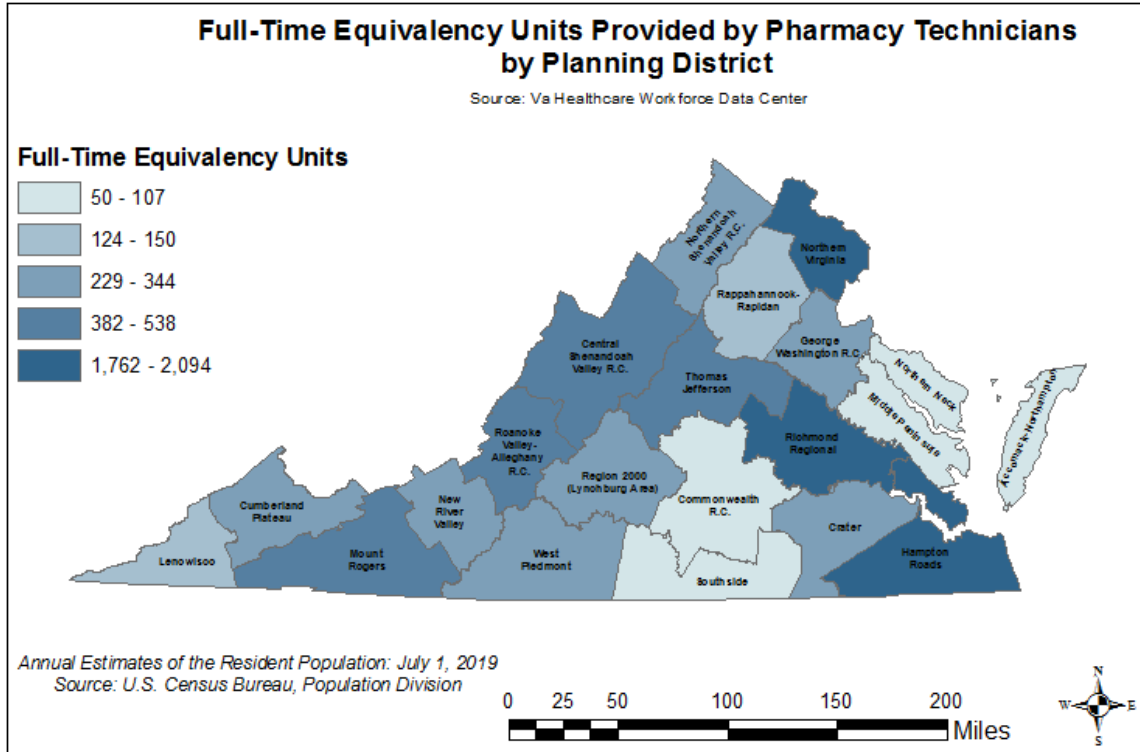 Full-Time Equivalency Units Provided by Pharmacy Technicians
by Planning District
Source: Va Healthcare Workforce Data Center
Full-Time Equivalency Units
50 - 107
124 - 150
229 - 344
382 - 538
1,762 - 2,094
Northern
Shenandoah
Valley R.C.
Northern
Virginia
Rappahannook-
Rapidan
George
Washington R.C.
Central
Shenandoah
Valley R.C.
Thomas
Jefferson
Northern Neck
Middle Peninsula
Accomack-Northampton
Roanoke
Valley-
Alleghany
R.C.
Richmond
Regional
Region 2000
(Lynohburg Area)
Commonwealth
R.C.
Cumberland
Plateau
New
River
Valley
Crater
Lenowisoo
Mount
Rogers
West
Piedmont
Southside
Hampton
Roads
Annual Estimates of the Resident Population: July 1, 2019
Source: U.S. Census Bureau, Population Division
0 25 50 100 150 200
Miles
N
W E
S